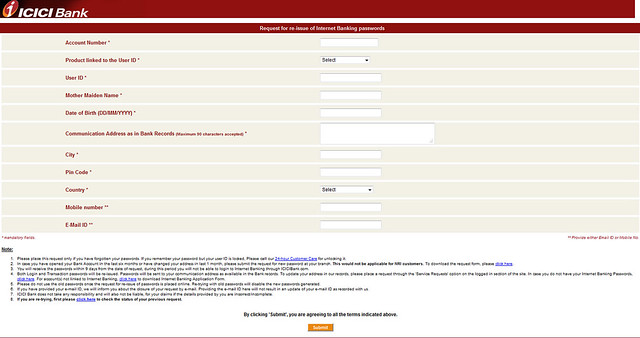 ICICI Bank
Request for re-issue of Internet Banking passwords
Account Number *
Product linked to the User ID * Select
User ID *
Mother Maiden Name *
Date of Birth (DD/MM/YYYY) *
Communication Address as in Bank Records (Maximum 90 characters accepted) *
City *
Pin Code *
Country * Select
Mobile number **
E-Mail ID **
* mandatory fields ** Provide either Email ID or Mobile No.
Note:
1. Please place this request only if you have forgotten your passwords. If you remember your password but your user ID is locked, Please call our 24-hour Customer Care for unlocking it
2. In case you have opened your Bank Account in the last six months or have changed your address in last 1 month, please submit the request for new password at your branch. This would not be applicable for NRI customers. To download the request form, please click here.
3. You will receive the passwords within 9 days from the date of request, during this period you will not be able to login to Internet Banking through ICICIBank.com.
4. Both Login and Transaction passwords will be re-issued. Passwords will be sent to your communication address as available in the Bank records. To update your address in our records, please place a request through the 'Service Requests' option on the logged in section of the site. In case you do not have your Internet Banking Passwords,
click here. For account(s) not linked to Internet Banking, click here to download Internet Banking Application Form.
5. Please do not use the old passwords once the request for re-issue of passwords is placed online. Re-trying with old passwords will disable the new passwords generated.
6. If you have provided your e-mail ID, we will inform you about the closure of your request by e-mail. Providing the e-mail ID here will not result in an update of your e-mail ID as recorded with us.
7. ICICI Bank does not take any responsibility and will also not be liable, for your claims if the details provided by you are incorrect/incomplete.
8. If you are re-trying, first please click here to check the status of your previous request.
By clicking 'Submit', you are agreeing to all the terms indicated above.
Submit